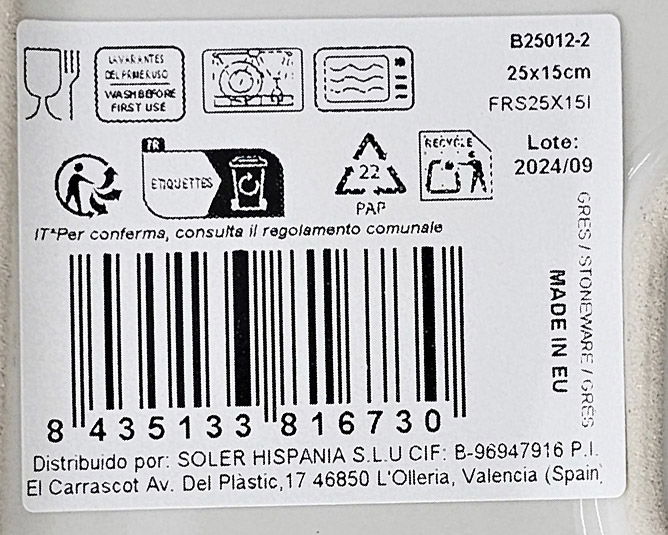 B25012-2
25x15cm
FRS25X15I
LAVAR ANTES
DEL PRIMER USO
WASH BEFORE
FIRST USE
Lote:
2024/09
FR
ETIQUETTES
22
PAP
RECYCLE
IT*Per conferma, consulta il regolamento comunale
GRES / STONEWARE / GRES
MADE IN EU
8 435133 816730
Distribuido por: SOLER HISPANIA S.L.U CIF: B-96947916 P.I.
El Carrascot Av. Del Plàstic,17 46850 L'Olleria, Valencia (Spain)